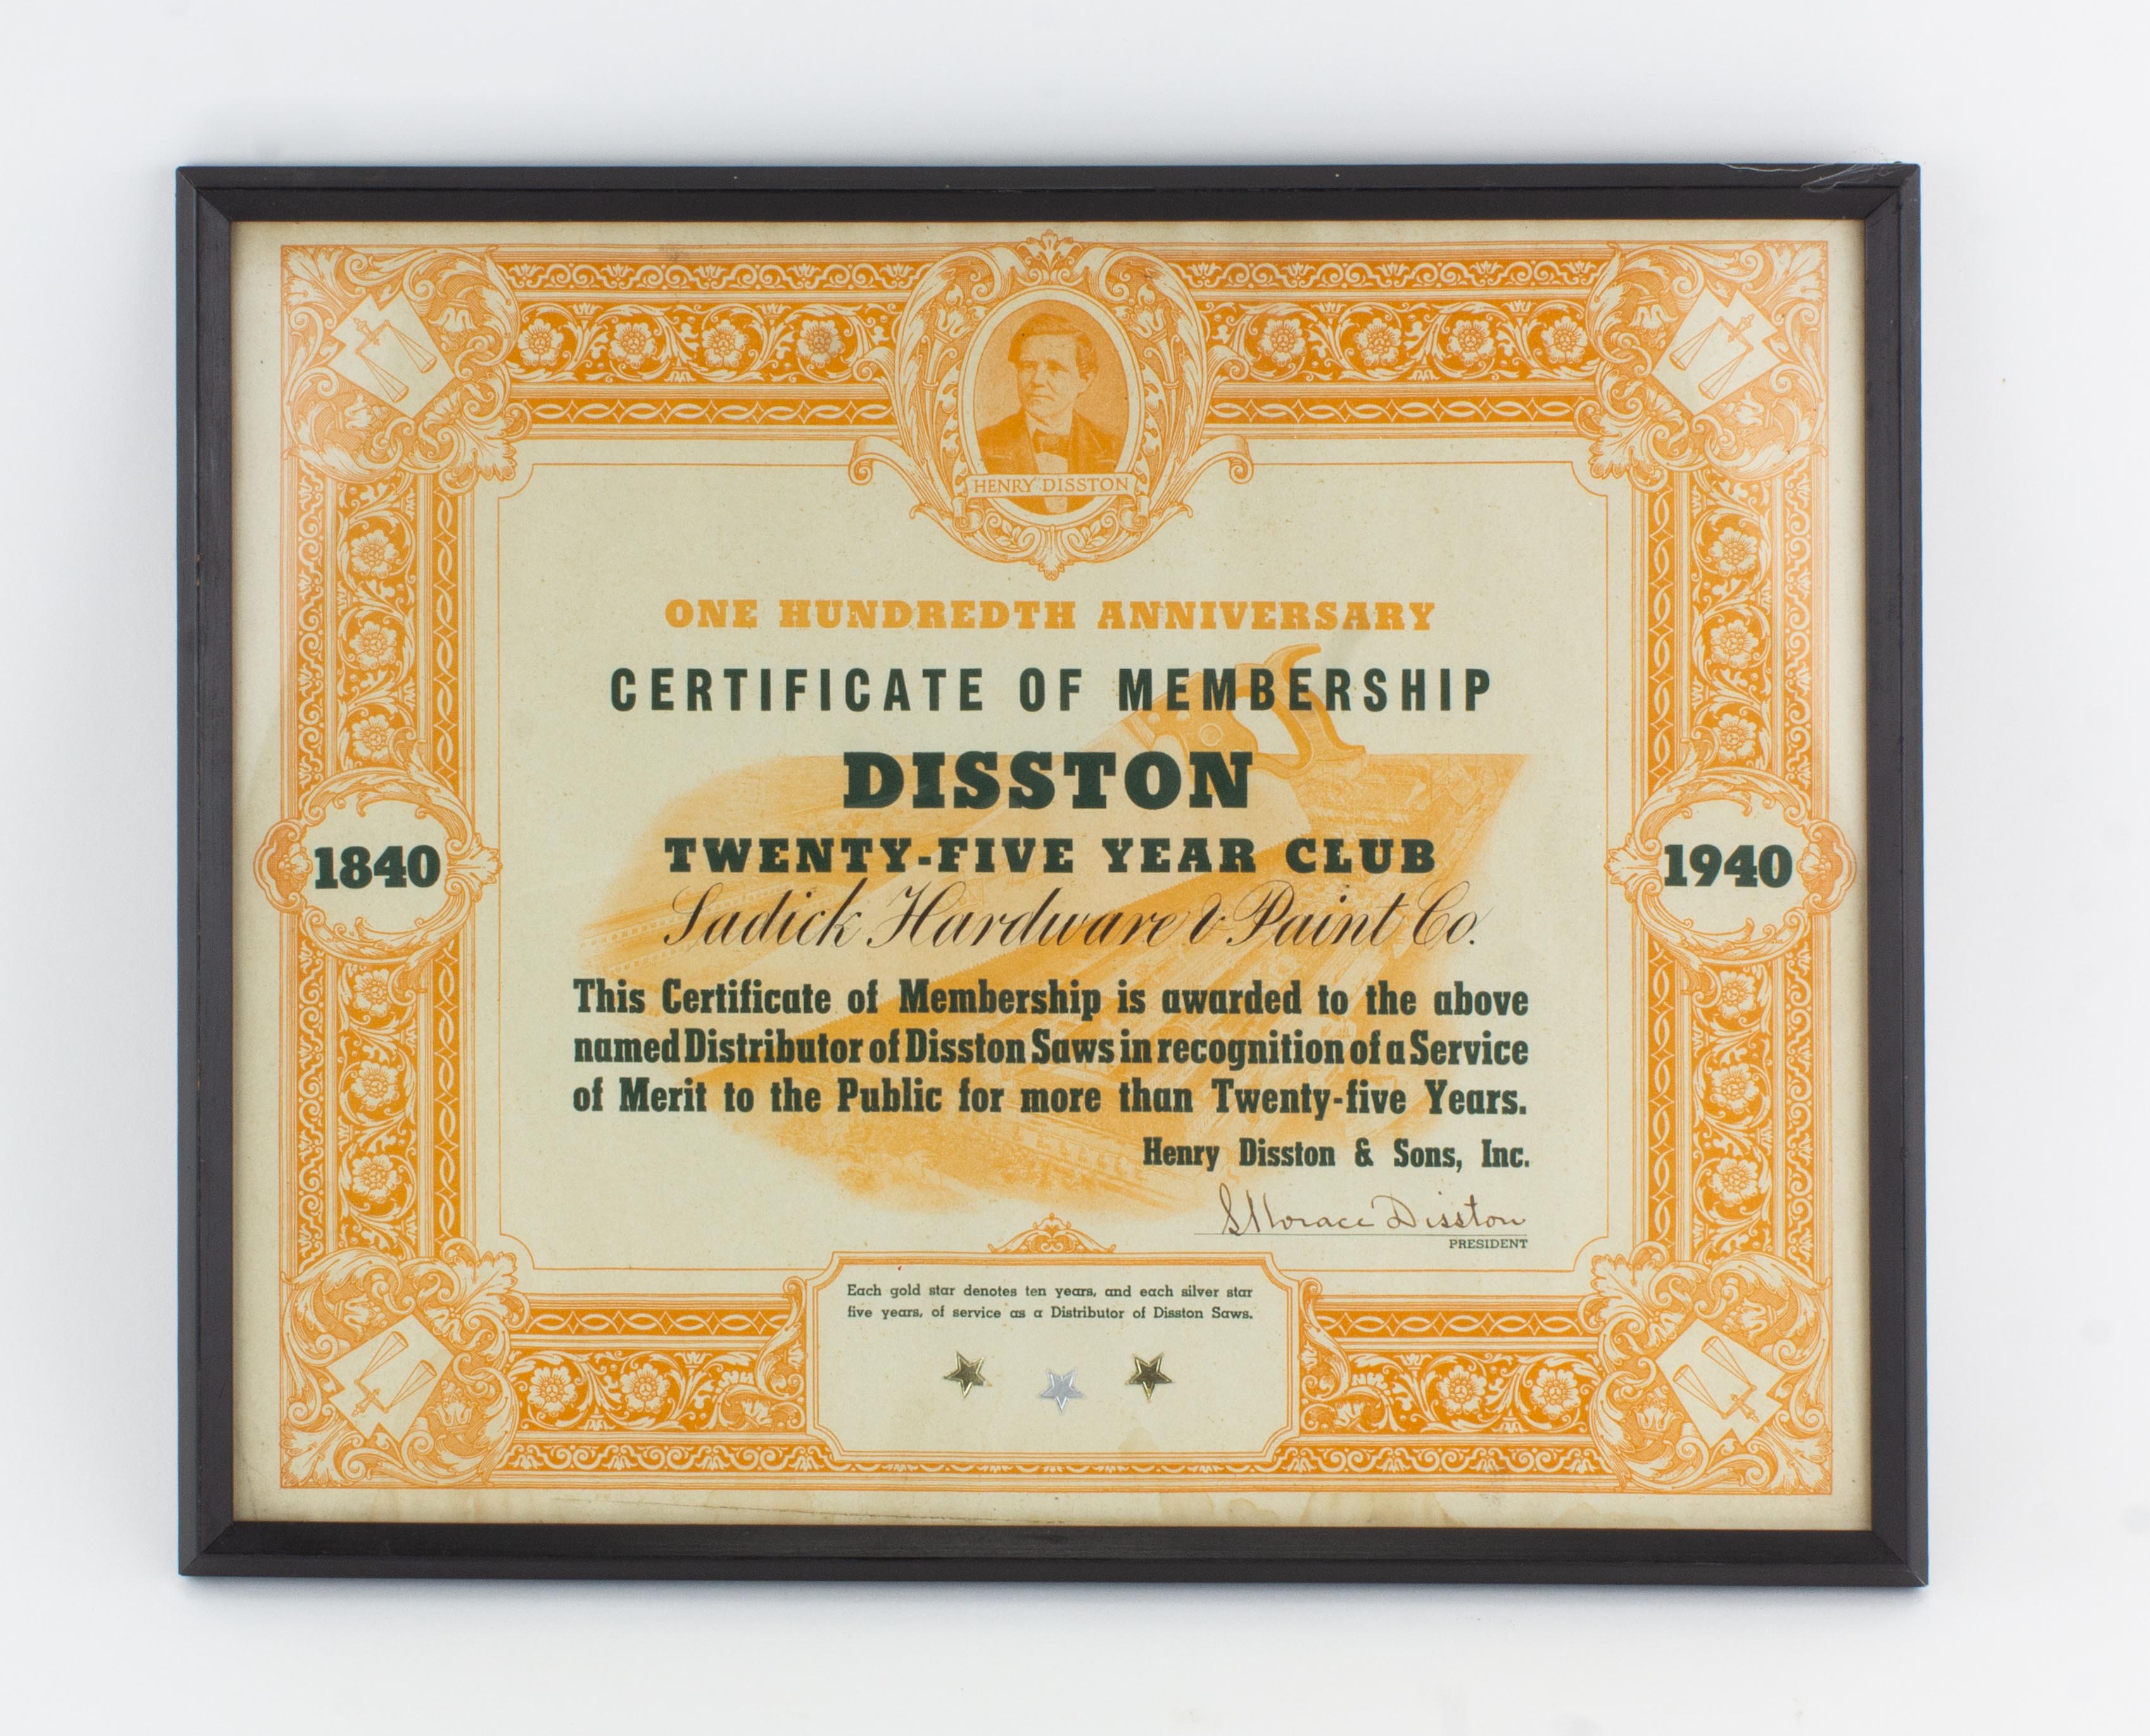 HENRY DISSTON
ONE HUNDREDTH ANNIVERSARY
CERTIFICATE OF MEMBERSHIP
DISSTON
TWENTY-FIVE YEAR CLUB
1840
1940
Sadick Hardware & Paint Co.
This Certificate of Membership is awarded to the above
named Distributor of Disston Saws in recognition of a Service
of Merit to the Public for more than Twenty-five Years.
Henry Disston & Sons, Inc.
S Horace Disston
PRESIDENT
Each gold star denotes ten years, and each silver star
five years, of service as a Distributor of Disston Saws.